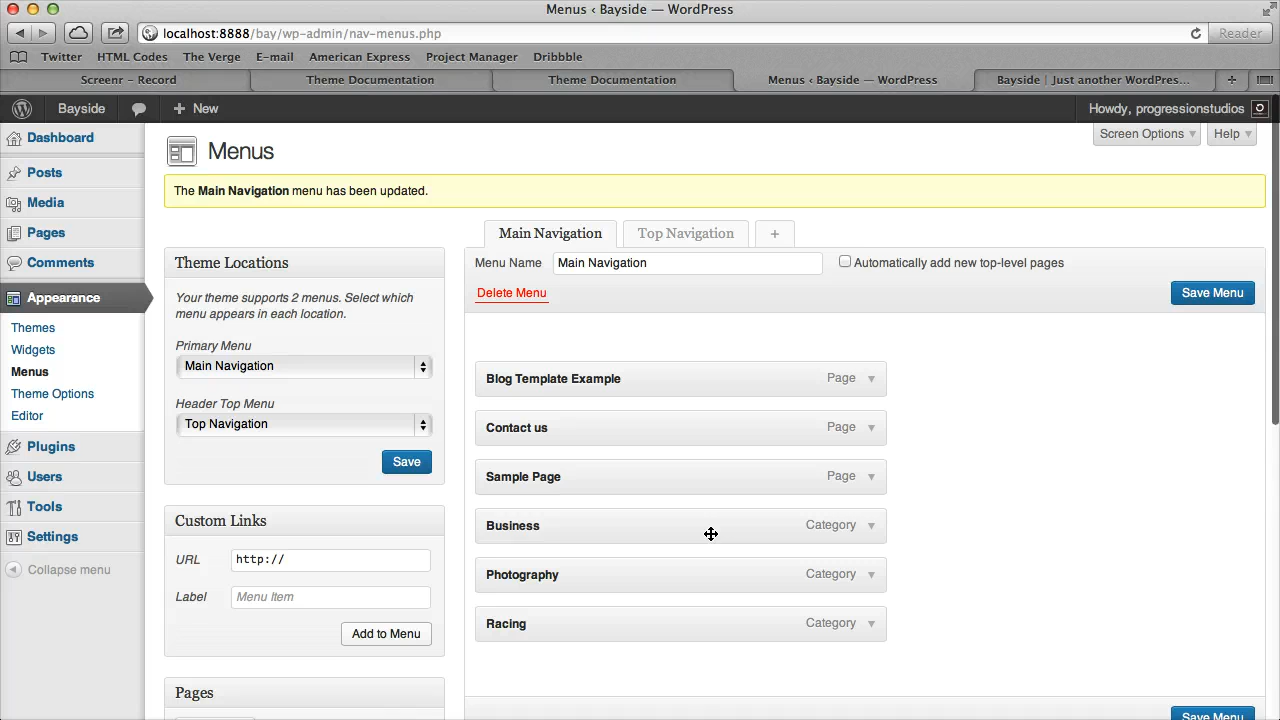 Menus ‹ Bayside — WordPress
localhost:8888/bay/wp-admin/nav-menus.php
Reader
Twitter HTML Codes The Verge E-mail American Express Project Manager Dribbble
Screenr - Record Theme Documentation Theme Documentation Menus ‹ Bayside — WordPress Bayside | Just another WordPres... +
Bayside + New Howdy, progressionstudios
Screen Options ▼ Help ▼
Dashboard
Posts
Media
Pages
Comments
Appearance
Themes
Widgets
Menus
Theme Options
Editor
Plugins
Users
Tools
Settings
Collapse menu
Menus
The Main Navigation menu has been updated.
Theme Locations
Your theme supports 2 menus. Select which
menu appears in each location.
Primary Menu
Main Navigation
Header Top Menu
Top Navigation
Save
Custom Links
URL http://
Label Menu Item
Add to Menu
Pages
Main Navigation Top Navigation +
Menu Name Main Navigation Automatically add new top-level pages
Delete Menu Save Menu
Blog Template Example Page ▼
Contact us Page ▼
Sample Page Page ▼
Business Category ▼
Photography Category ▼
Racing Category ▼
Save Menu